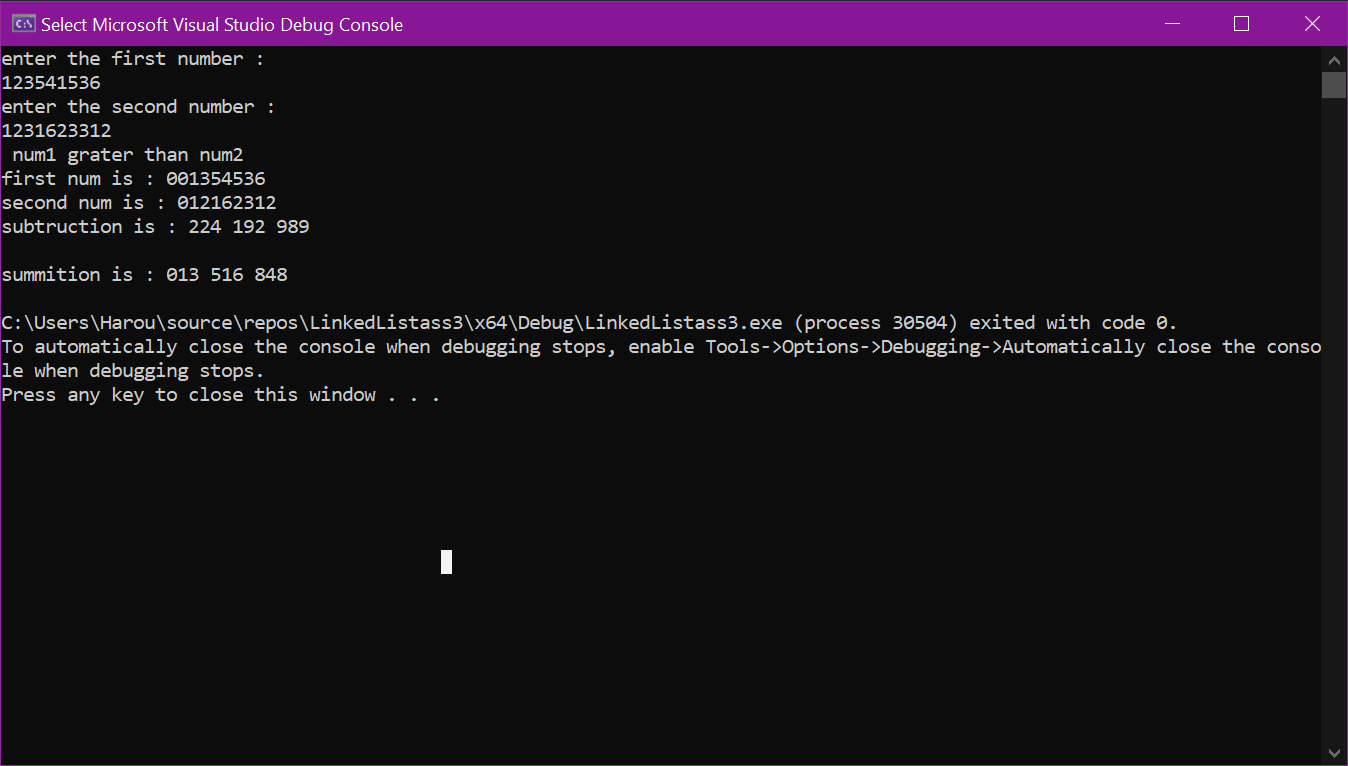 Select Microsoft Visual Studio Debug Console
enter the first number :
123541536
enter the second number :
1231623312
num1 grater than num2
first num is : 001354536
second num is : 012162312
subtruction is : 224 192 989
summition is : 013 516 848
C:\Users\Harou\source\repos\LinkedListass3\x64\Debug\LinkedListass3.exe (process 30504) exited with code 0.
To automatically close the console when debugging stops, enable Tools->Options->Debugging->Automatically close the conso
le when debugging stops.
Press any key to close this window . . .